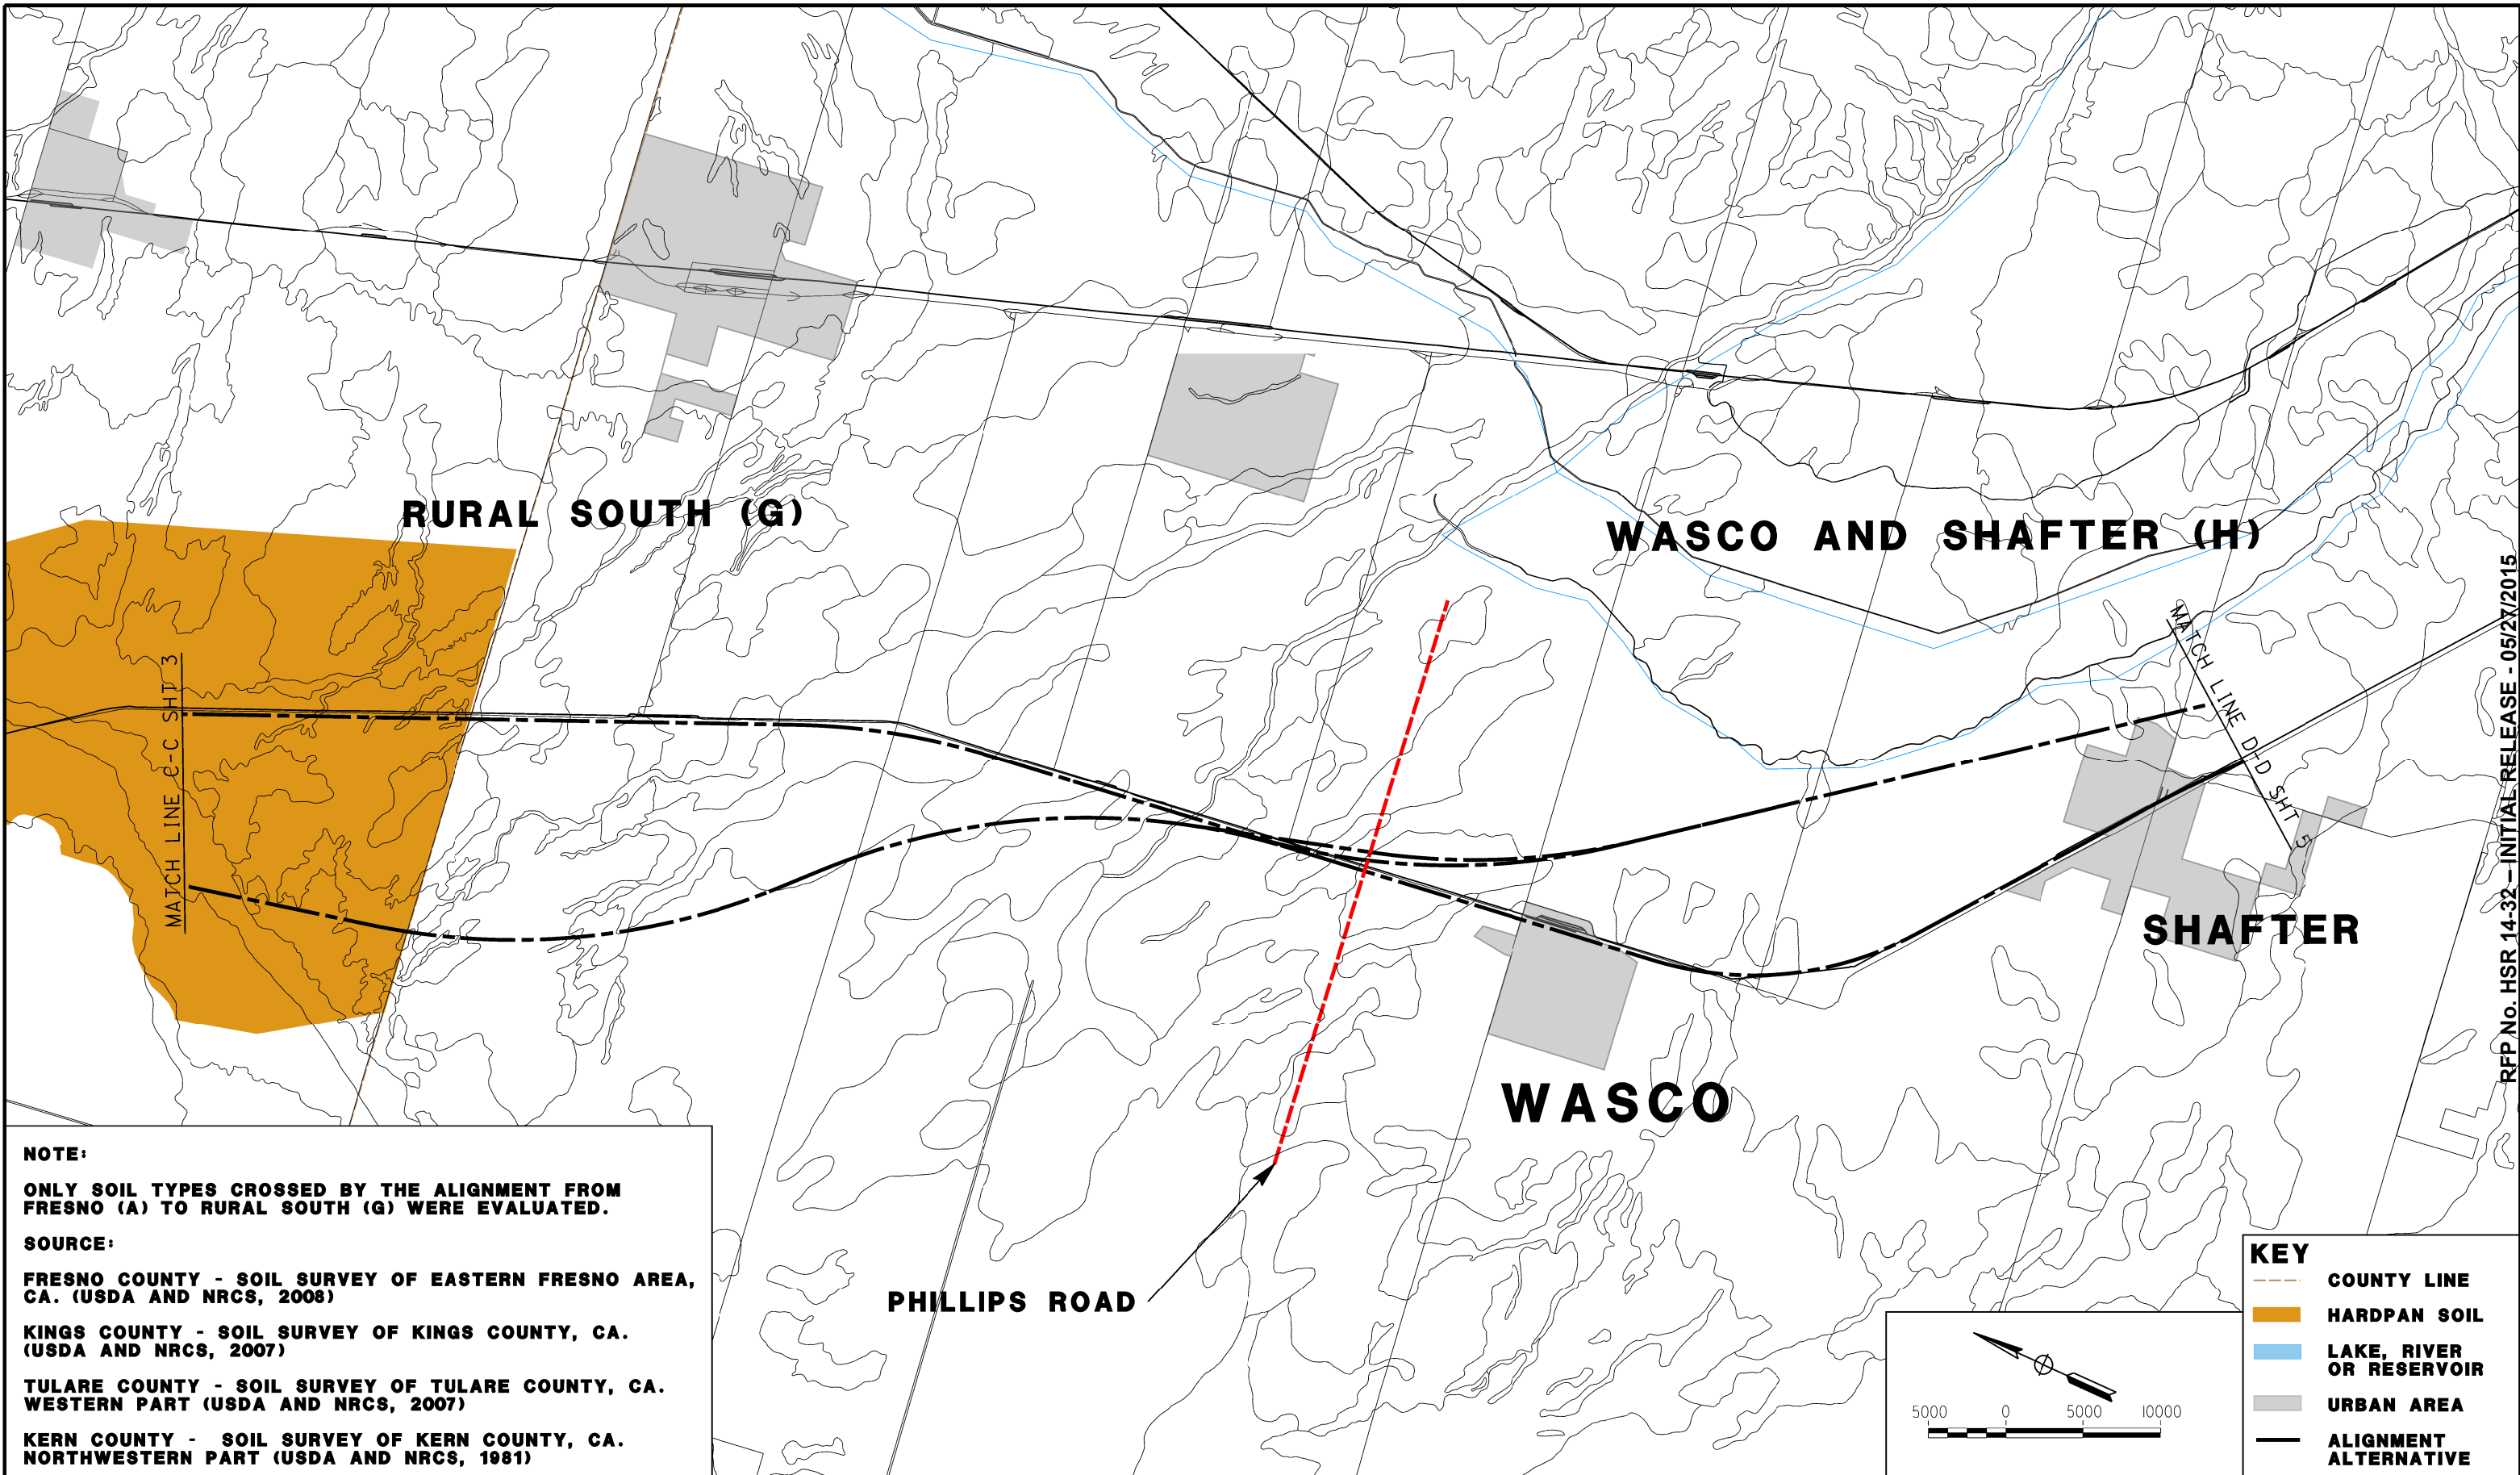 RURAL SOUTH (G)
WASCO AND SHAFTER (H)
MATCH LINE C-C SHT 3
MATCH LINE D-D SHT 5
SHAFTER
WASCO
PHILLIPS ROAD
RFP No. HSR 14-32 – INITIAL RELEASE - 05/27/2015
NOTE:
ONLY SOIL TYPES CROSSED BY THE ALIGNMENT FROM
FRESNO (A) TO RURAL SOUTH (G) WERE EVALUATED.
SOURCE:
FRESNO COUNTY - SOIL SURVEY OF EASTERN FRESNO AREA,
CA. (USDA AND NRCS, 2008)
KINGS COUNTY - SOIL SURVEY OF KINGS COUNTY, CA.
(USDA AND NRCS, 2007)
TULARE COUNTY - SOIL SURVEY OF TULARE COUNTY, CA.
WESTERN PART (USDA AND NRCS, 2007)
KERN COUNTY - SOIL SURVEY OF KERN COUNTY, CA.
NORTHWESTERN PART (USDA AND NRCS, 1981)
5000 0 5000 10000
KEY
COUNTY LINE
HARDPAN SOIL
LAKE, RIVER
OR RESERVOIR
URBAN AREA
ALIGNMENT
ALTERNATIVE